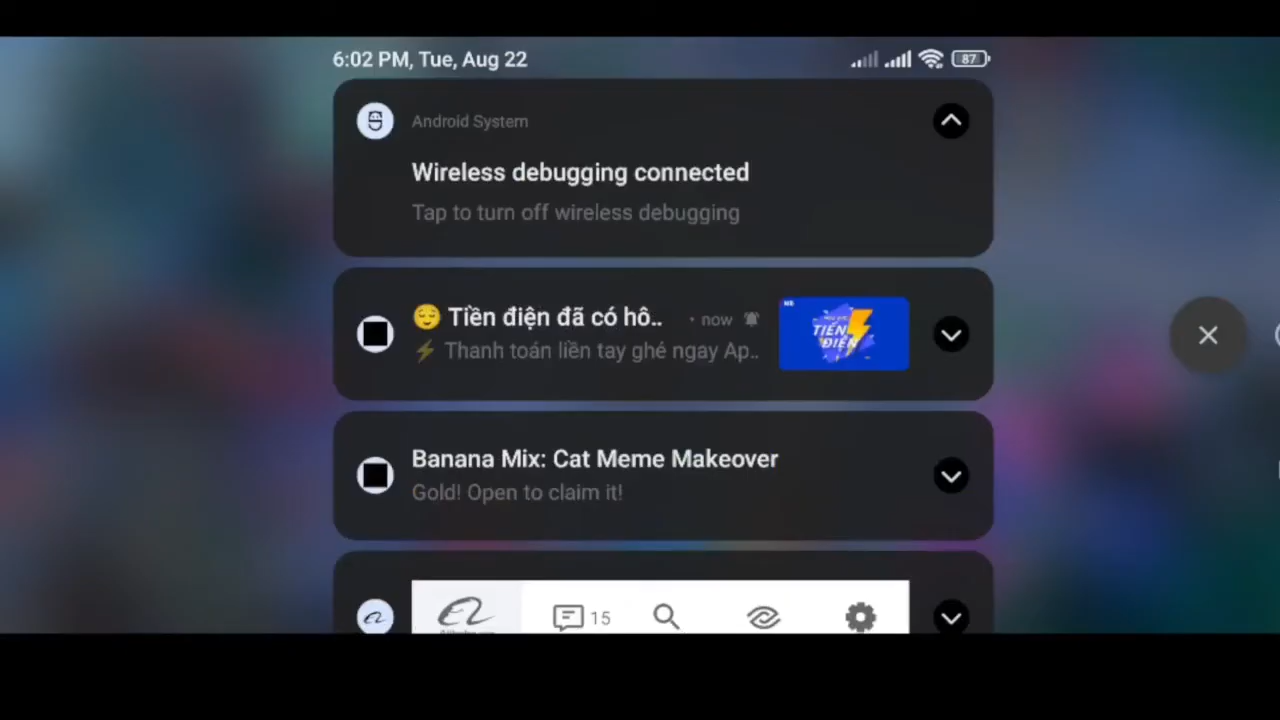 6:02 PM, Tue, Aug 22
87
Android System
Wireless debugging connected
Tap to turn off wireless debugging
😌 Tiền điện đã có hô.. • now
⚡ Thanh toán liền tay ghé ngay Ap..
TIỀN
ĐIỆN
Banana Mix: Cat Meme Makeover
Gold! Open to claim it!
15